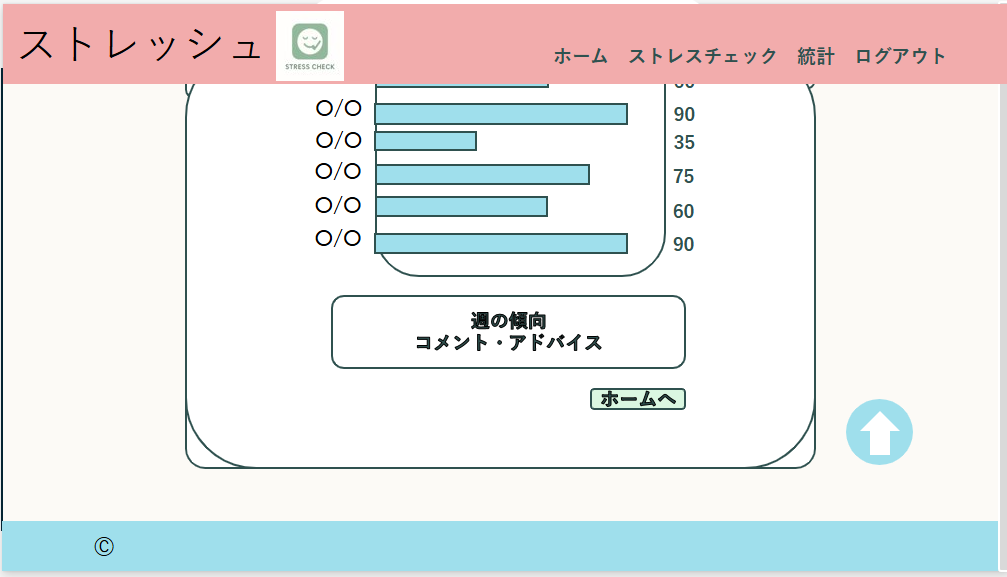 ストレッシュ
STRESS CHECK
ホーム ストレスチェック 統計 ログアウト
〇/〇 90
〇/〇 35
〇/〇 75
〇/〇 60
〇/〇 90
週の傾向
コメント・アドバイス
ホームへ
©